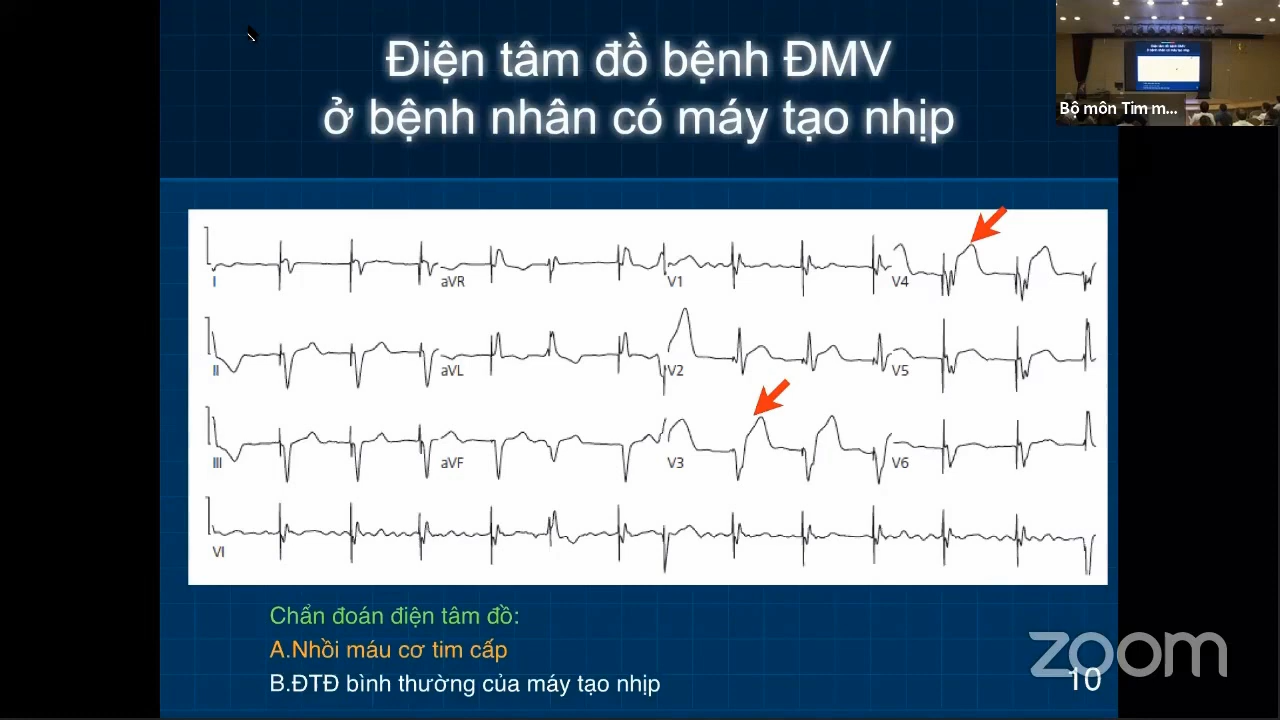 Điện tâm đồ bệnh ĐMV
ở bệnh nhân có máy tạo nhịp
Bộ môn Tim m...
I
aVR
V1
V4
II
aVL
V2
V5
III
aVF
V3
V6
VI
Chẩn đoán điện tâm đồ:
A.Nhồi máu cơ tim cấp
B.ĐTĐ bình thường của máy tạo nhịp
zoom
10